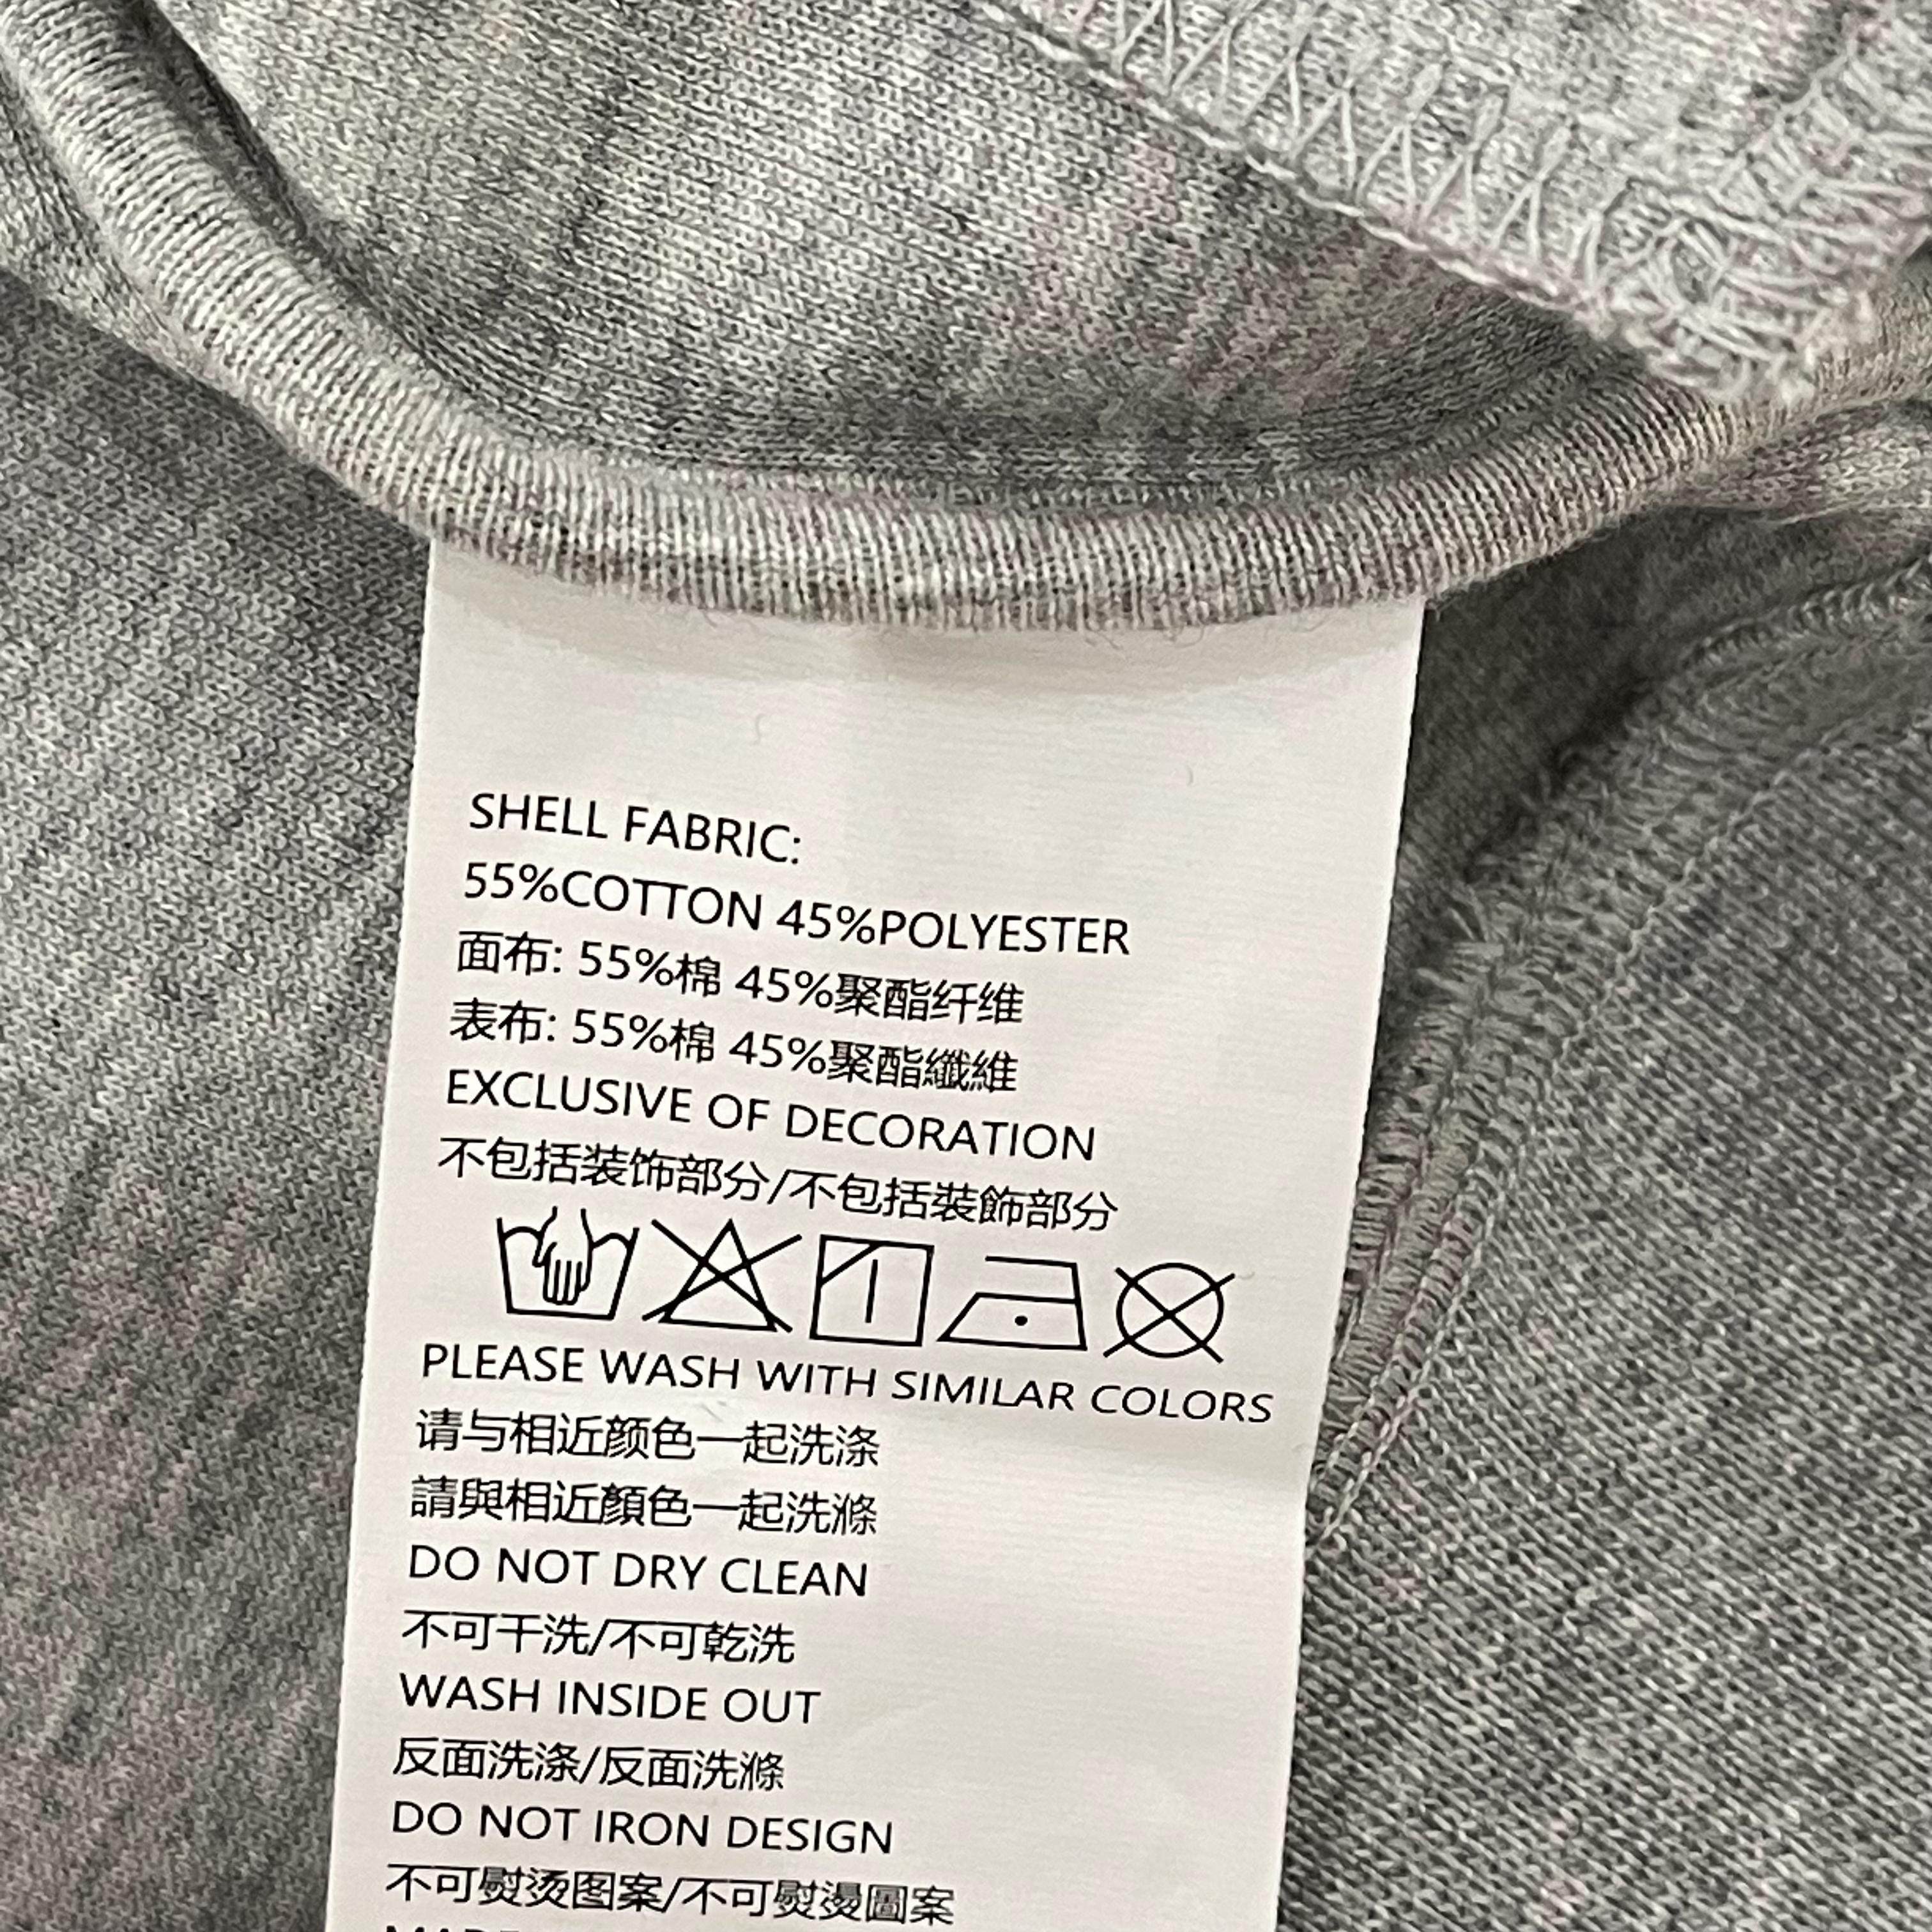 SHELL FABRIC:
55%COTTON 45%POLYESTER
面布: 55%棉 45%聚酯纤维
表布: 55%棉 45%聚酯纖維
EXCLUSIVE OF DECORATION
不包括装饰部分/不包括裝飾部分
PLEASE WASH WITH SIMILAR COLORS
请与相近颜色一起洗涤
請與相近顏色一起洗滌
DO NOT DRY CLEAN
不可干洗/不可乾洗
WASH INSIDE OUT
反面洗涤/反面洗滌
DO NOT IRON DESIGN
不可熨烫图案/不可熨燙圖案